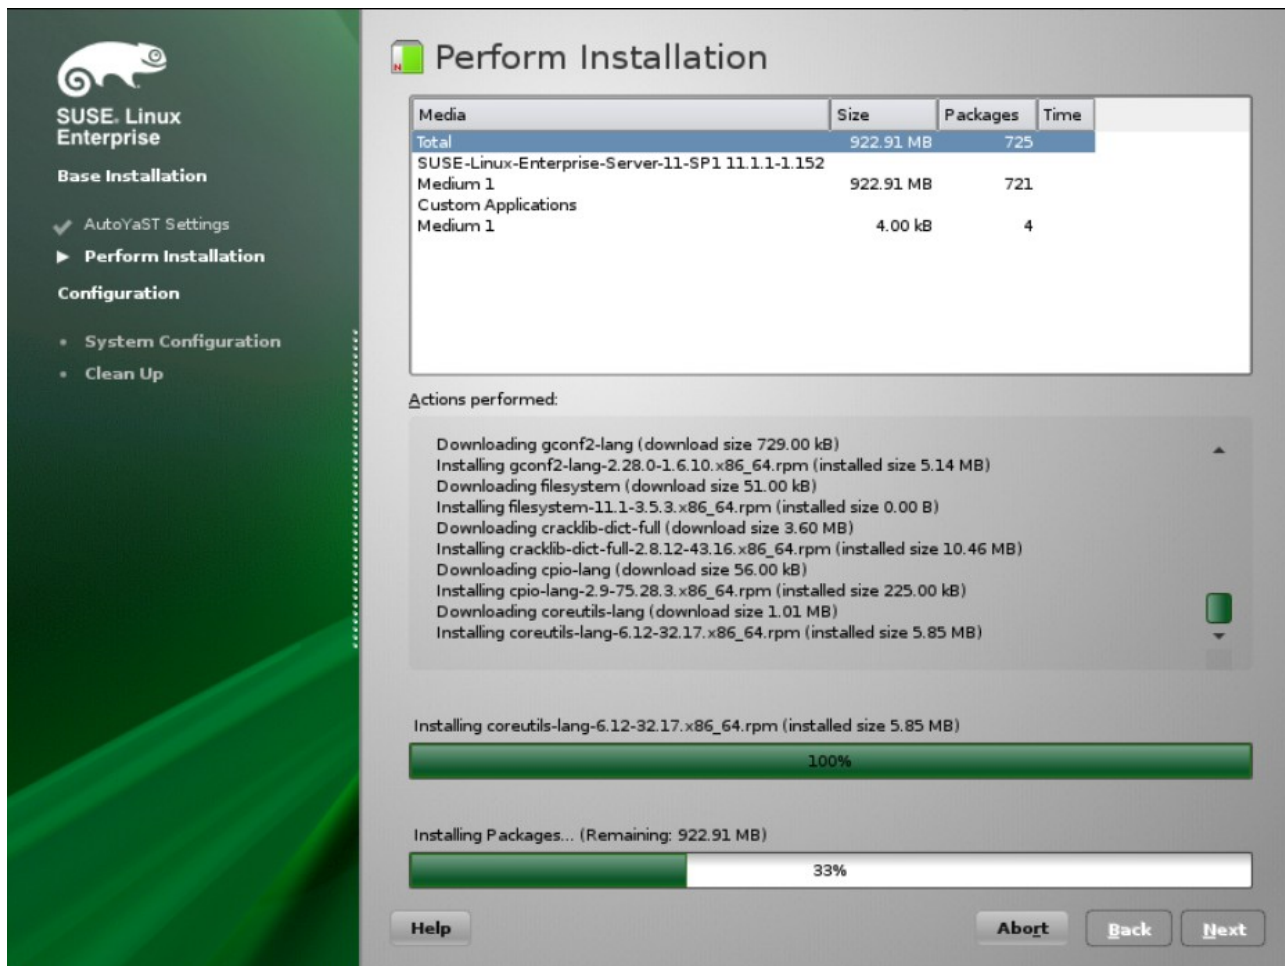 SUSE. Linux
Enterprise
Base Installation
AutoYaST Settings
Perform Installation
Configuration
System Configuration
Clean Up
N
Perform Installation
Media Size Packages Time
Total 922.91 MB 725
SUSE-Linux-Enterprise-Server-11-SP1 11.1.1-1.152
Medium 1 922.91 MB 721
Custom Applications
Medium 1 4.00 kB 4
Actions performed:
Downloading gconf2-lang (download size 729.00 kB)
Installing gconf2-lang-2.28.0-1.6.10.x86_64.rpm (installed size 5.14 MB)
Downloading filesystem (download size 51.00 kB)
Installing filesystem-11.1-3.5.3.x86_64.rpm (installed size 0.00 B)
Downloading cracklib-dict-full (download size 3.60 MB)
Installing cracklib-dict-full-2.8.12-43.16.x86_64.rpm (installed size 10.46 MB)
Downloading cpio-lang (download size 56.00 kB)
Installing cpio-lang-2.9-75.28.3.x86_64.rpm (installed size 225.00 kB)
Downloading coreutils-lang (download size 1.01 MB)
Installing coreutils-lang-6.12-32.17.x86_64.rpm (installed size 5.85 MB)
Installing coreutils-lang-6.12-32.17.x86_64.rpm (installed size 5.85 MB)
100%
Installing Packages... (Remaining: 922.91 MB)
33%
Help Abort Back Next